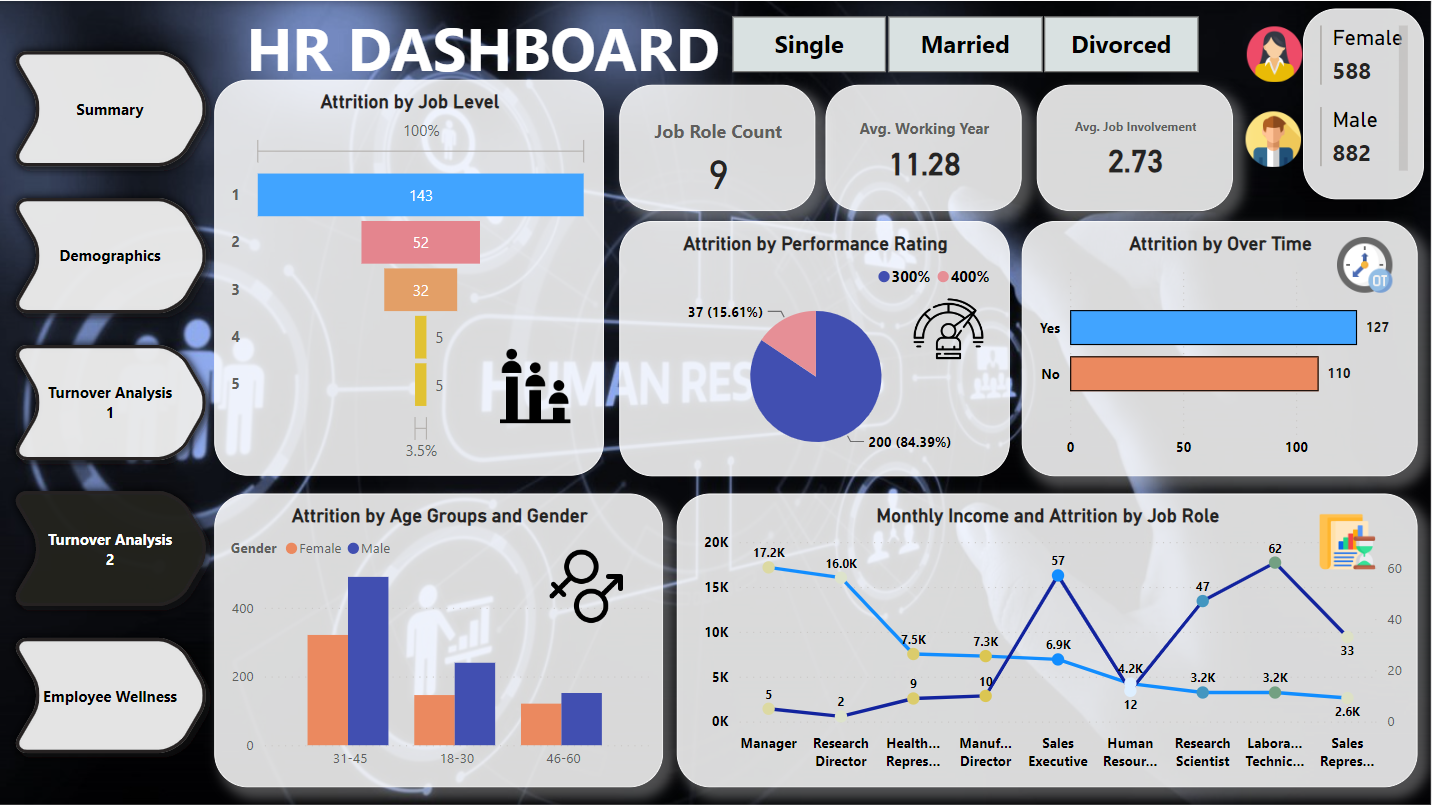 HR DASHBOARD
Single
Married
Divorced
Female
588
Male
882
Summary
Demographics
Turnover Analysis
1
Turnover Analysis
2
Employee Wellness
Attrition by Job Level
100%
1
143
2
52
3
32
4
5
5
5
3.5%
Job Role Count
9
Avg. Working Year
11.28
Avg. Job Involvement
2.73
Attrition by Performance Rating
300%
400%
37 (15.61%)
200 (84.39%)
HUMAN RES
Attrition by Over Time
OT
Yes
127
No
110
0
50
100
Attrition by Age Groups and Gender
Gender
Female
Male
400
200
0
31-45
18-30
46-60
Monthly Income and Attrition by Job Role
20K
15K
10K
5K
0K
60
40
20
0
17.2K
16.0K
7.5K
7.3K
6.9K
4.2K
3.2K
3.2K
2.6K
5
2
9
10
57
12
47
62
33
Manager
Research
Director
Health...
Repres...
Manuf...
Director
Sales
Executive
Human
Resour...
Research
Scientist
Labora...
Technic...
Sales
Repres...